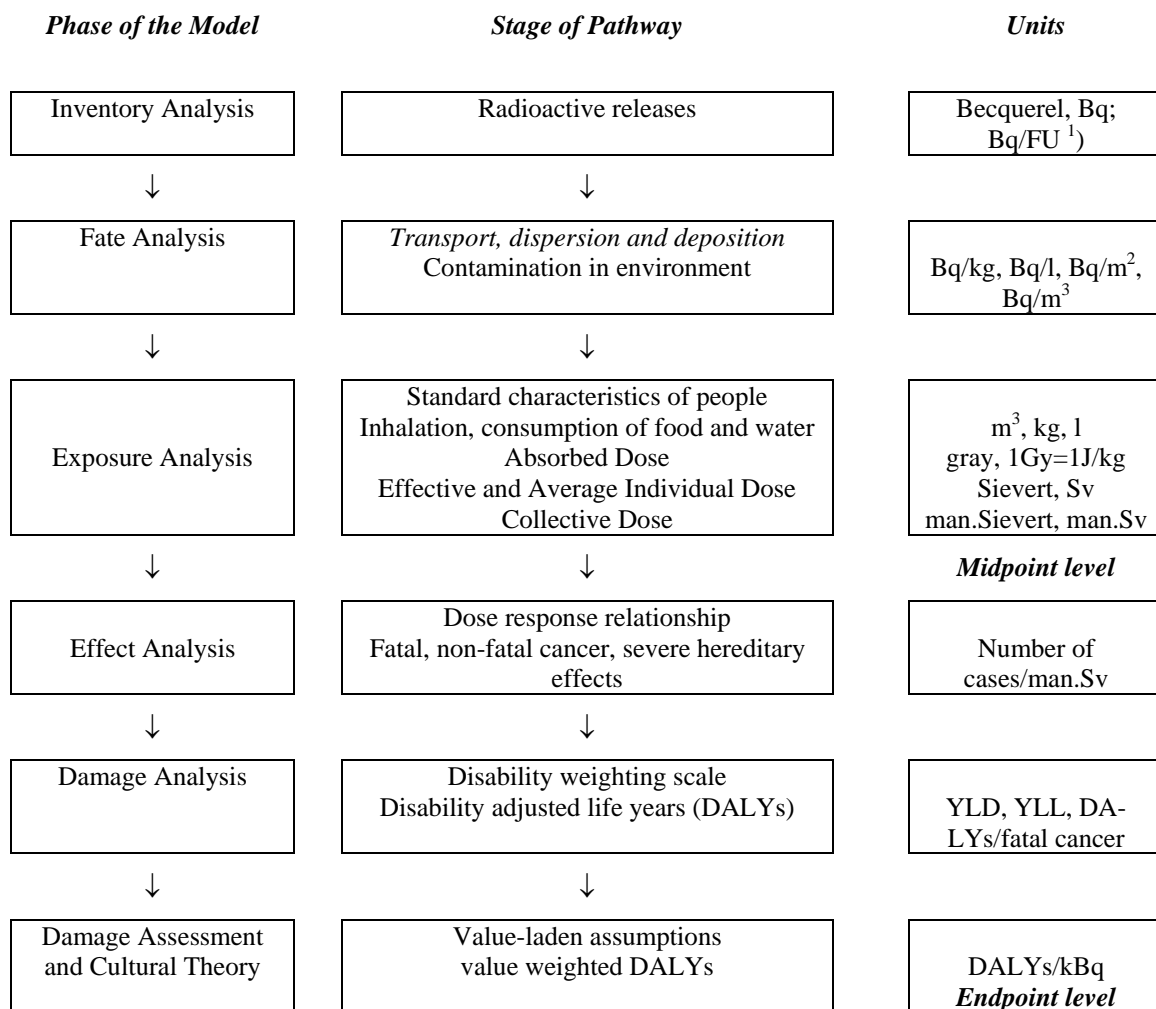 Phase of the Model
Stage of Pathway
Units
Inventory Analysis
Radioactive releases
Becquerel, Bq;
Bq/FU ¹)
↓
↓
Fate Analysis
Transport, dispersion and deposition
Contamination in environment
Bq/kg, Bq/l, Bq/m²,
Bq/m³
↓
↓
Exposure Analysis
Standard characteristics of people
Inhalation, consumption of food and water
Absorbed Dose
Effective and Average Individual Dose
Collective Dose
m³, kg, l
gray, 1Gy=1J/kg
Sievert, Sv
man.Sievert, man.Sv
↓
↓
Midpoint level
Effect Analysis
Dose response relationship
Fatal, non-fatal cancer, severe hereditary
effects
Number of
cases/man.Sv
↓
↓
Damage Analysis
Disability weighting scale
Disability adjusted life years (DALYs)
YLD, YLL, DA-
LYs/fatal cancer
↓
↓
Damage Assessment
and Cultural Theory
Value-laden assumptions
value weighted DALYs
DALYs/kBq
Endpoint level